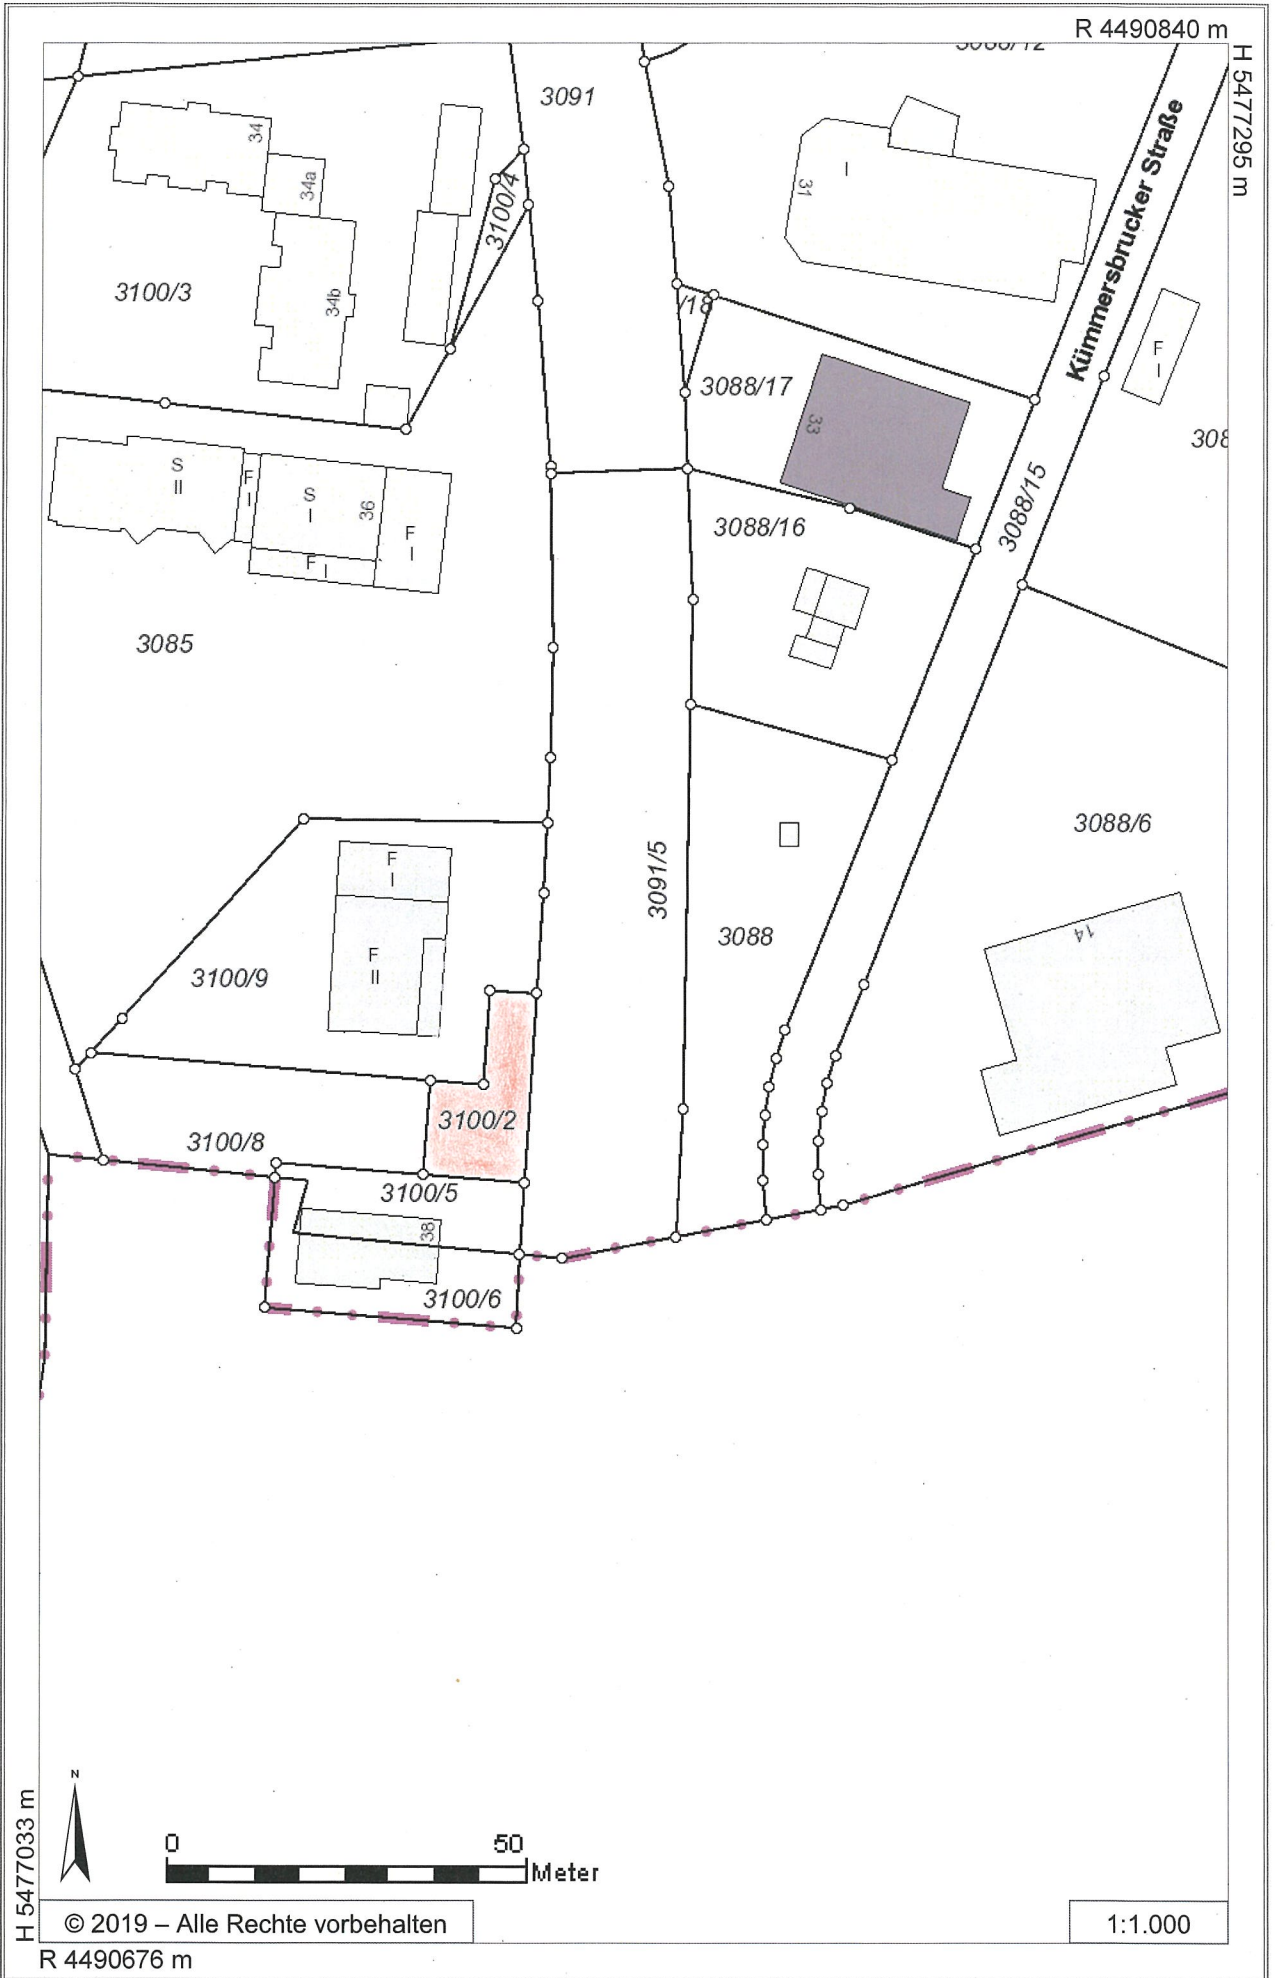 R 4490840 m
H 5477295 m
3091
34
34a
3100/4
31
I
Kümmersbrucker Straße
3100/3
34b
/18
F
I
3088/17
33
308
S
II
F
I
S
I
36
F
I
F
I
3088/16
3088/15
3085
3091/5
3088/6
F
I
3088
14
F
II
3100/9
3100/2
3100/8
3100/5
38
3100/6
N
0
50
Meter
H 5477033 m
© 2019 – Alle Rechte vorbehalten
1:1.000
R 4490676 m